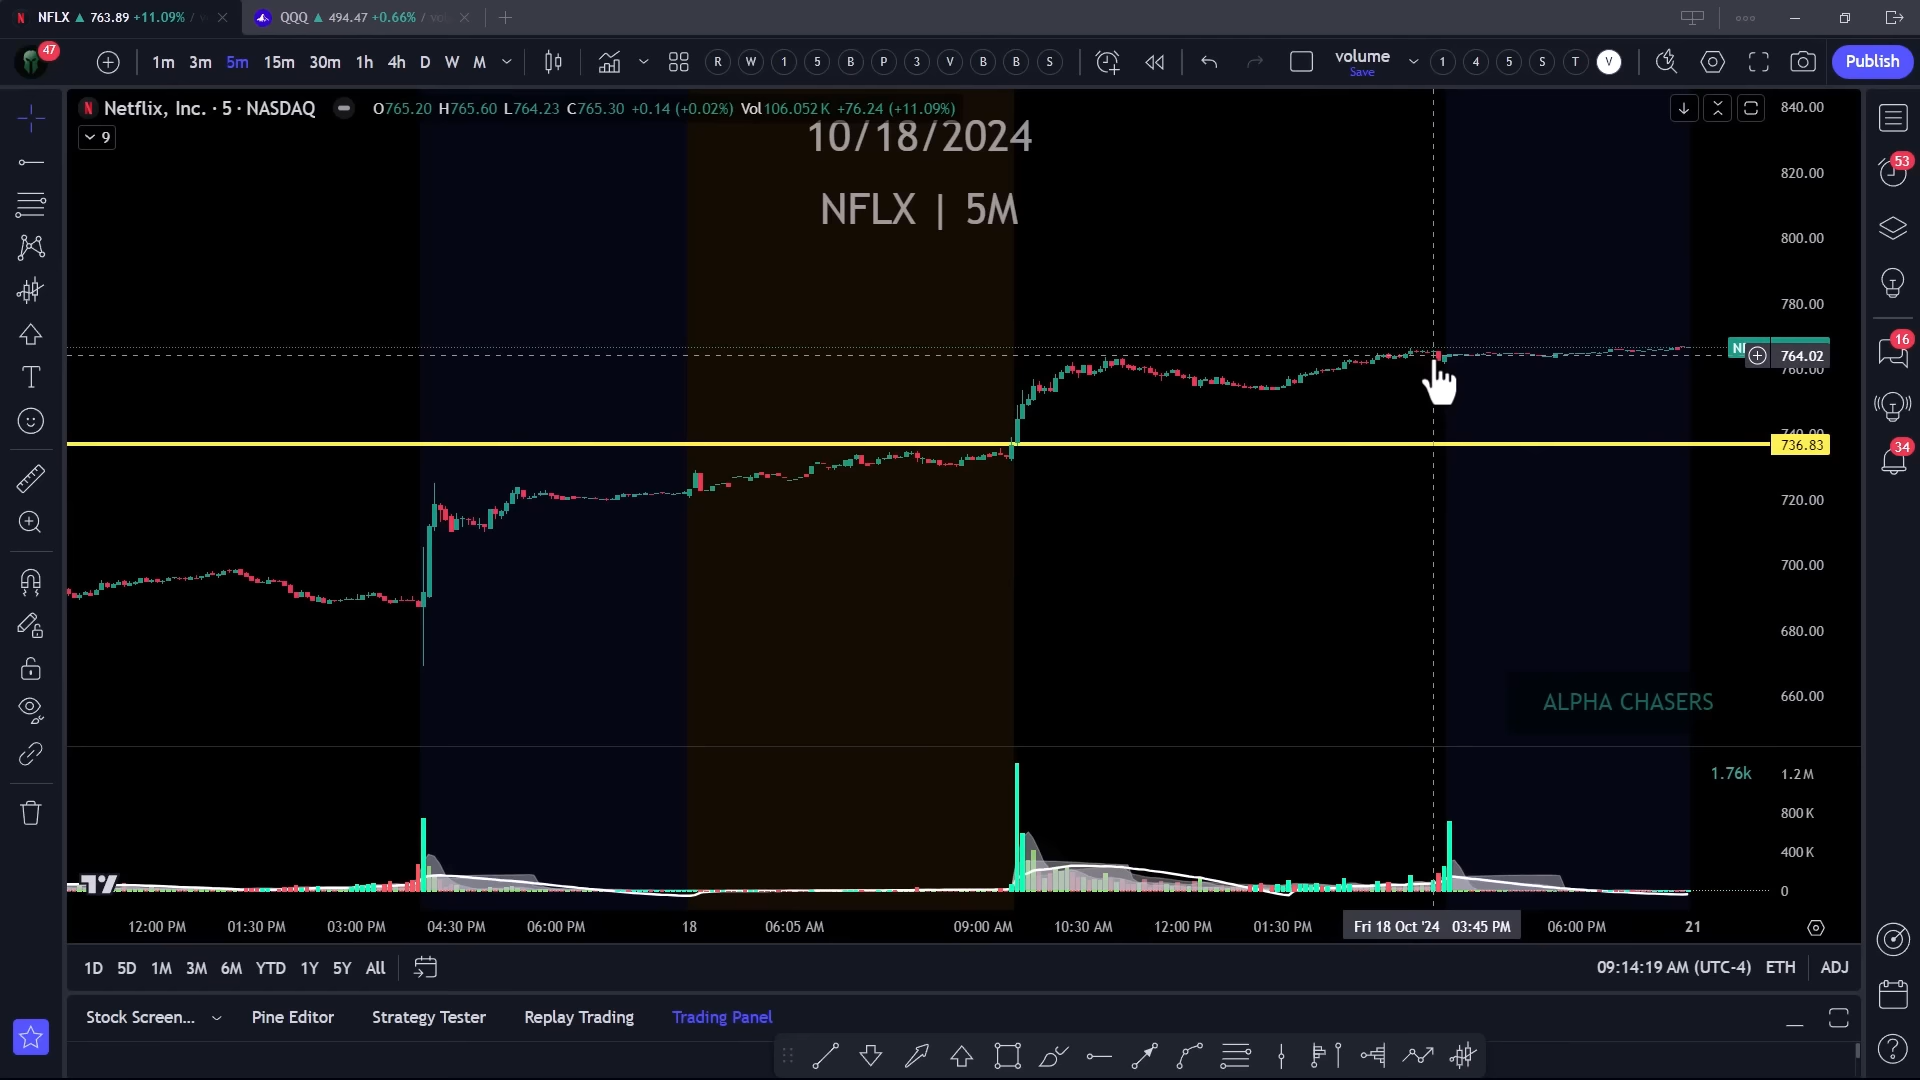 NFLX ▲ 763.89 +11.09% /
QQQ ▲ 494.47 +0.66% / vol
47
1m 3m 5m 15m 30m 1h 4h D W M
R W 1 5 B P 3 V B B S
volume
Save
1 4 5 S T V
Publish
Netflix, Inc. · 5 · NASDAQ
O765.20 H765.60 L764.23 C765.30 +0.14 (+0.02%) Vol106.052K +76.24 (+11.09%)
9
10/18/2024
NFLX | 5M
840.00
820.00
800.00
780.00
764.02
760.00
740.00
736.83
720.00
700.00
680.00
660.00
53
16
34
ALPHA CHASERS
1.76k
1.2 M
800 K
400 K
0
12:00 PM 01:30 PM 03:00 PM 04:30 PM 06:00 PM 18 06:05 AM 09:00 AM 10:30 AM 12:00 PM 01:30 PM Fri 18 Oct '24 03:45 PM 06:00 PM 21
1D 5D 1M 3M 6M YTD 1Y 5Y All
09:14:19 AM (UTC-4) ETH ADJ
Stock Screen... Pine Editor Strategy Tester Replay Trading Trading Panel